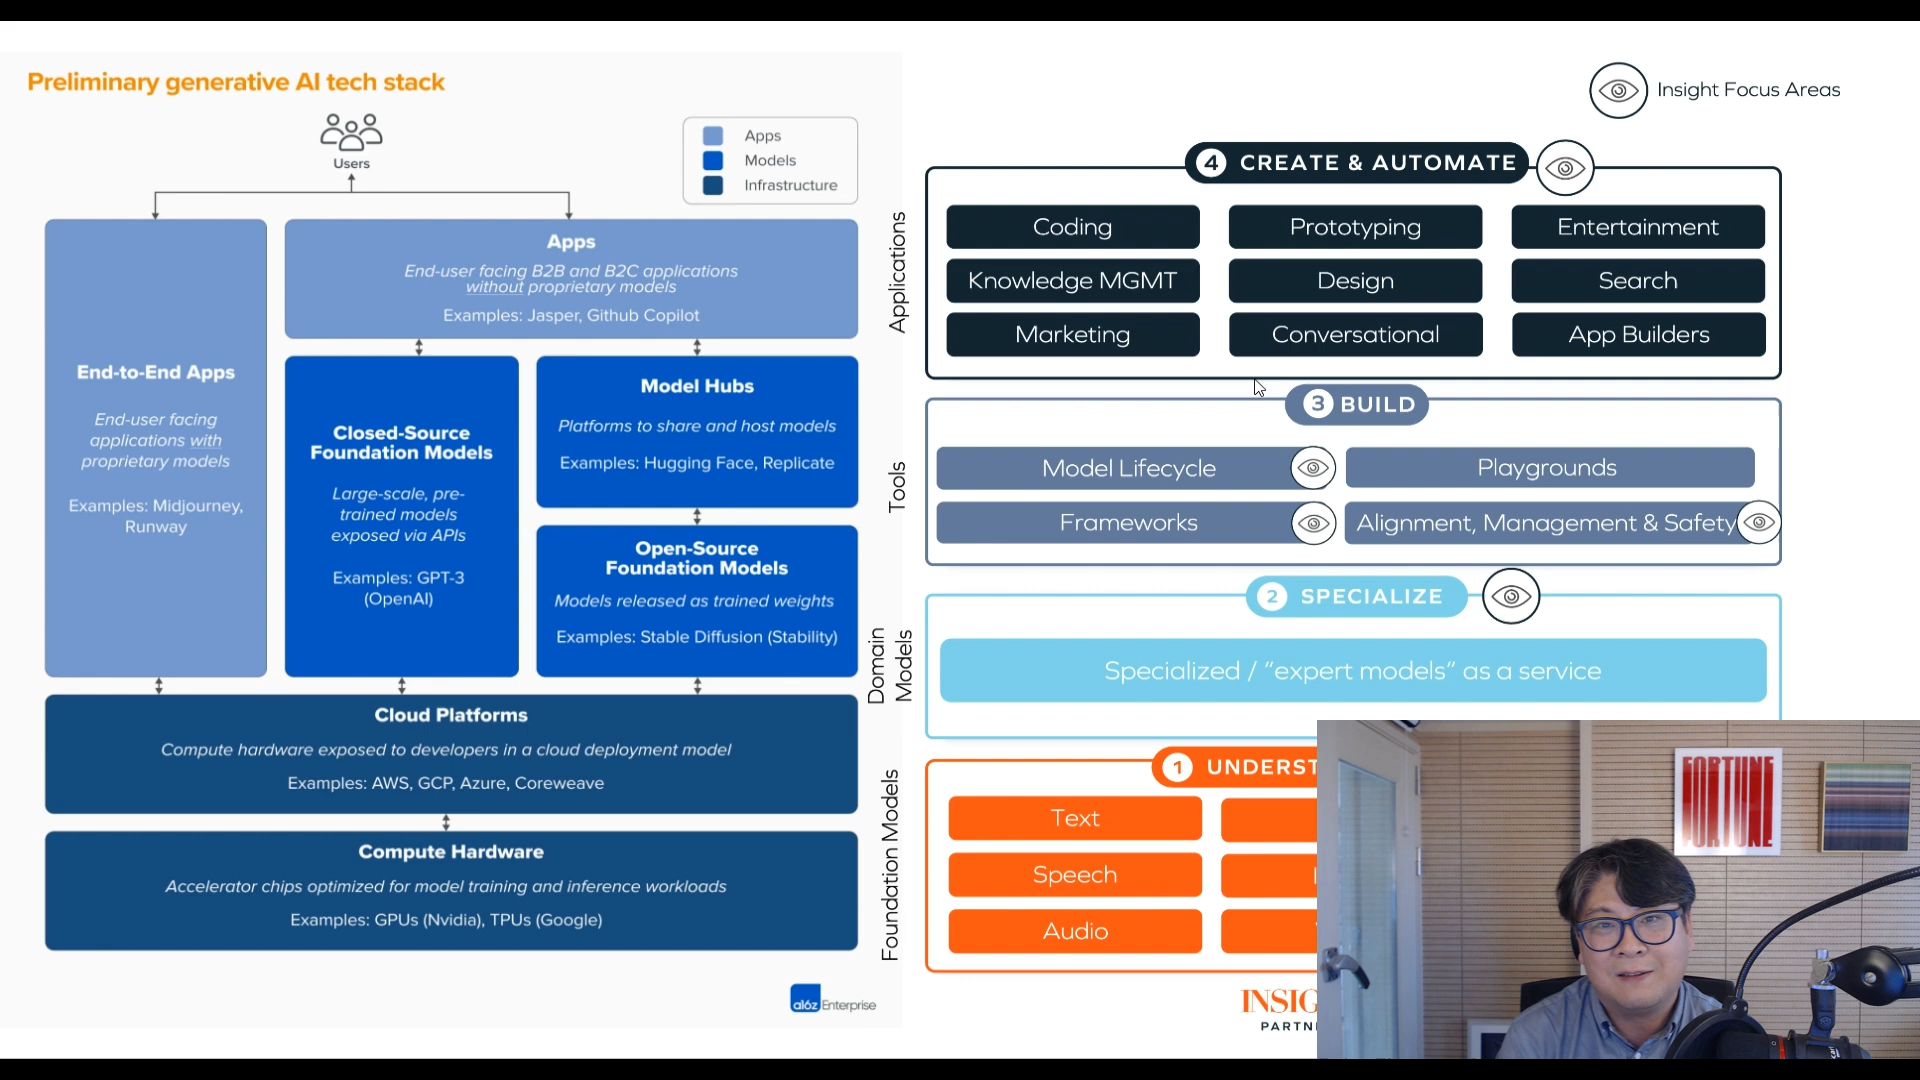 Preliminary generative AI tech stack
Users
Apps
Models
Infrastructure
End-to-End Apps
End-user facing
applications with
proprietary models
Examples: Midjourney,
Runway
Apps
End-user facing B2B and B2C applications
without proprietary models
Examples: Jasper, Github Copilot
Closed-Source
Foundation Models
Large-scale, pre-
trained models
exposed via APIs
Examples: GPT-3
(OpenAI)
Model Hubs
Platforms to share and host models
Examples: Hugging Face, Replicate
Open-Source
Foundation Models
Models released as trained weights
Examples: Stable Diffusion (Stability)
Cloud Platforms
Compute hardware exposed to developers in a cloud deployment model
Examples: AWS, GCP, Azure, Coreweave
Compute Hardware
Accelerator chips optimized for model training and inference workloads
Examples: GPUs (Nvidia), TPUs (Google)
a16z Enterprise
Insight Focus Areas
Applications
4 CREATE & AUTOMATE
Coding
Prototyping
Entertainment
Knowledge MGMT
Design
Search
Marketing
Conversational
App Builders
Tools
3 BUILD
Model Lifecycle
Playgrounds
Frameworks
Alignment, Management & Safety
Domain
Models
2 SPECIALIZE
Specialized / “expert models“ as a service
Foundation Models
1 UNDERST
Text
Speech
Audio
INSIG
PARTN
FORTUNE
FORTUNE